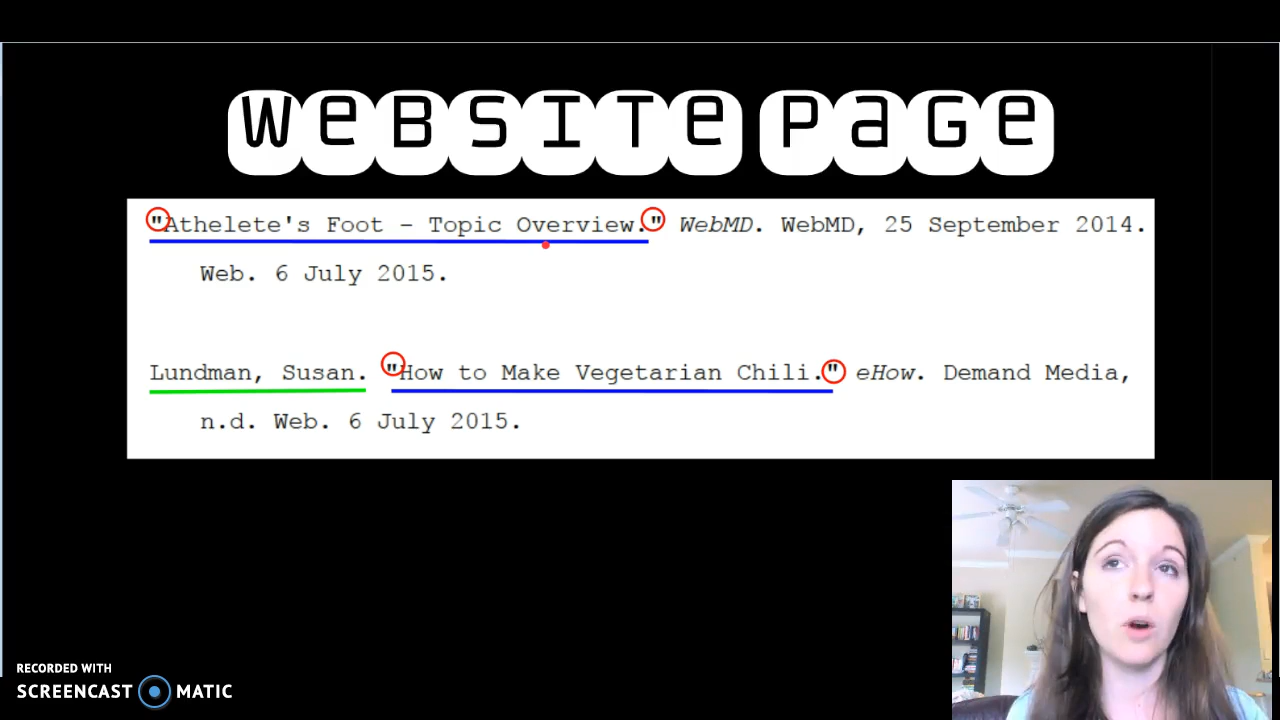 WeBSITe PaGe
"Athelete's Foot – Topic Overview." WebMD. WebMD, 25 September 2014.
Web. 6 July 2015.
Lundman, Susan. "How to Make Vegetarian Chili." eHow. Demand Media,
n.d. Web. 6 July 2015.
RECORDED WITH
SCREENCAST MATIC